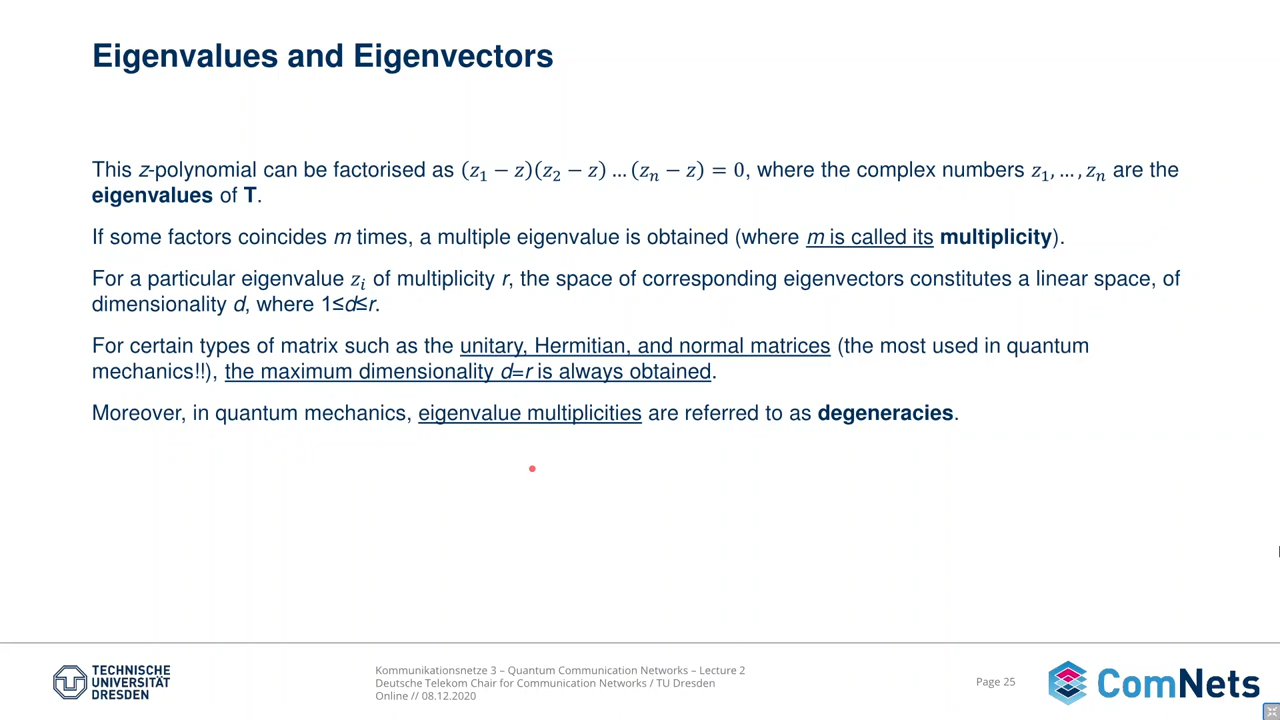 Eigenvalues and Eigenvectors
This z-polynomial can be factorised as (z₁ − z)(z₂ − z) … (zₙ − z) = 0, where the complex numbers z₁, … , zₙ are the
eigenvalues of T.
If some factors coincides m times, a multiple eigenvalue is obtained (where m is called its multiplicity).
For a particular eigenvalue zᵢ of multiplicity r, the space of corresponding eigenvectors constitutes a linear space, of
dimensionality d, where 1≤d≤r.
For certain types of matrix such as the unitary, Hermitian, and normal matrices (the most used in quantum
mechanics!!), the maximum dimensionality d=r is always obtained.
Moreover, in quantum mechanics, eigenvalue multiplicities are referred to as degeneracies.
TECHNISCHE
UNIVERSITÄT
DRESDEN
Kommunikationsnetze 3 – Quantum Communication Networks – Lecture 2
Deutsche Telekom Chair for Communication Networks / TU Dresden
Online // 08.12.2020
Page 25
ComNets